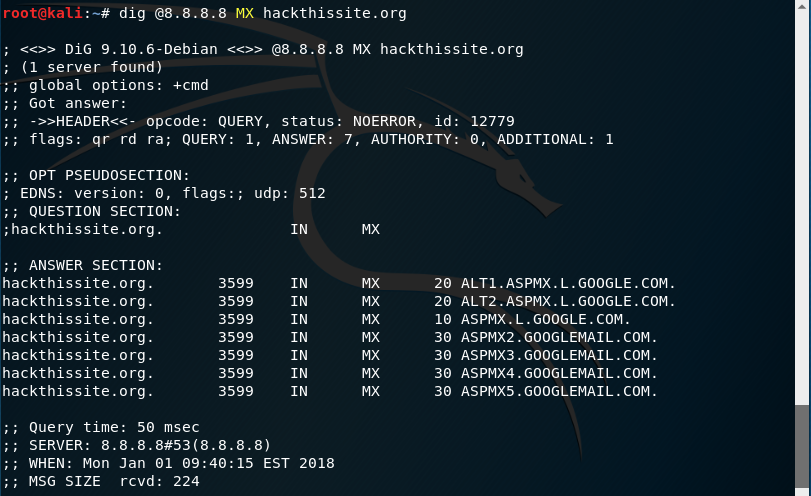 root@kali:~# dig @8.8.8.8 MX hackthissite.org

; <<>> DiG 9.10.6-Debian <<>> @8.8.8.8 MX hackthissite.org
; (1 server found)
;; global options: +cmd
;; Got answer:
;; ->>HEADER<<- opcode: QUERY, status: NOERROR, id: 12779
;; flags: qr rd ra; QUERY: 1, ANSWER: 7, AUTHORITY: 0, ADDITIONAL: 1

;; OPT PSEUDOSECTION:
; EDNS: version: 0, flags:; udp: 512
;; QUESTION SECTION:
;hackthissite.org.               IN      MX

;; ANSWER SECTION:
hackthissite.org.       3599    IN      MX      20 ALT1.ASPMX.L.GOOGLE.COM.
hackthissite.org.       3599    IN      MX      20 ALT2.ASPMX.L.GOOGLE.COM.
hackthissite.org.       3599    IN      MX      10 ASPMX.L.GOOGLE.COM.
hackthissite.org.       3599    IN      MX      30 ASPMX2.GOOGLEMAIL.COM.
hackthissite.org.       3599    IN      MX      30 ASPMX3.GOOGLEMAIL.COM.
hackthissite.org.       3599    IN      MX      30 ASPMX4.GOOGLEMAIL.COM.
hackthissite.org.       3599    IN      MX      30 ASPMX5.GOOGLEMAIL.COM.

;; Query time: 50 msec
;; SERVER: 8.8.8.8#53(8.8.8.8)
;; WHEN: Mon Jan 01 09:40:15 EST 2018
;; MSG SIZE  rcvd: 224